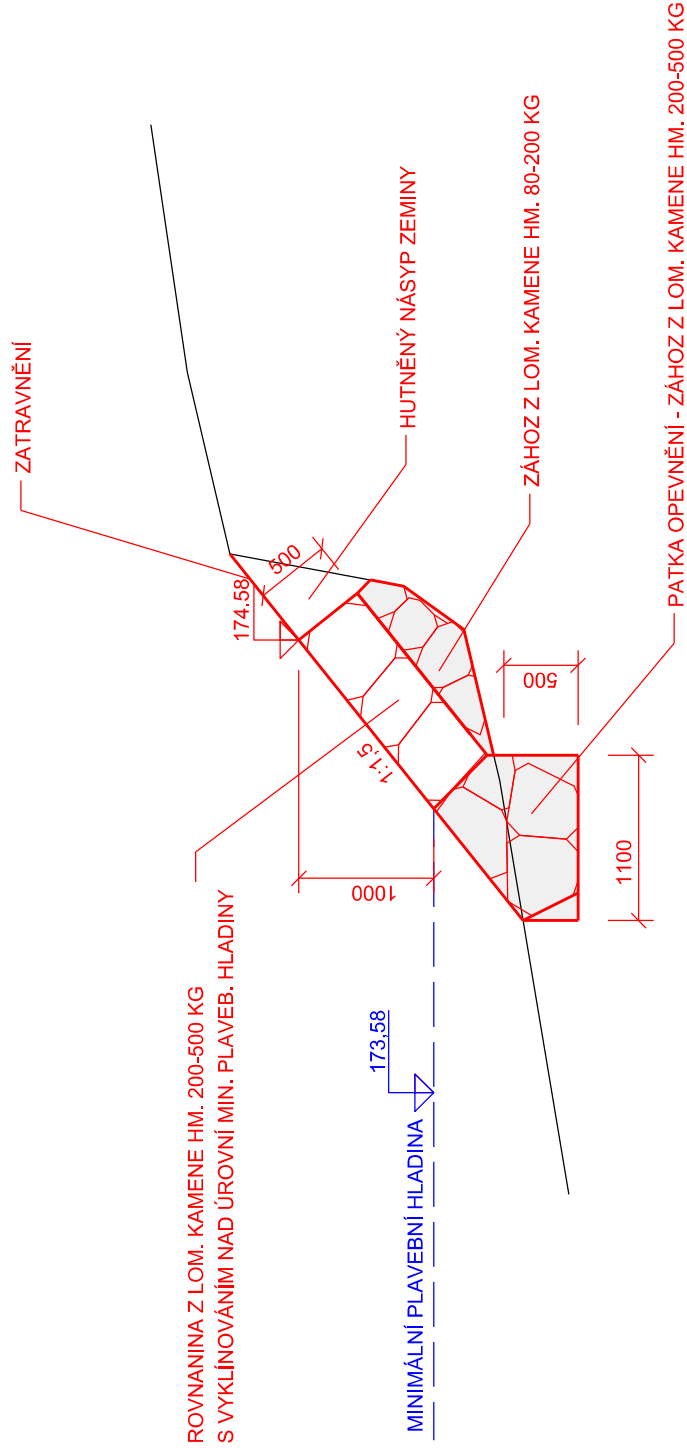 ZATRAVNĚNÍ
HUTNĚNÝ NÁSYP ZEMINY
ZÁHOZ Z LOM. KAMENE HM. 80-200 KG
PATKA OPEVNĚNÍ - ZÁHOZ Z LOM. KAMENE HM. 200-500 KG
ROVNANINA Z LOM. KAMENE HM. 200-500 KG
S VYKLÍNOVÁNÍM NAD ÚROVNÍ MIN. PLAVEB. HLADINY
MINIMÁLNÍ PLAVEBNÍ HLADINA
173,58
174.58
500
1:1,5
1000
500
1100